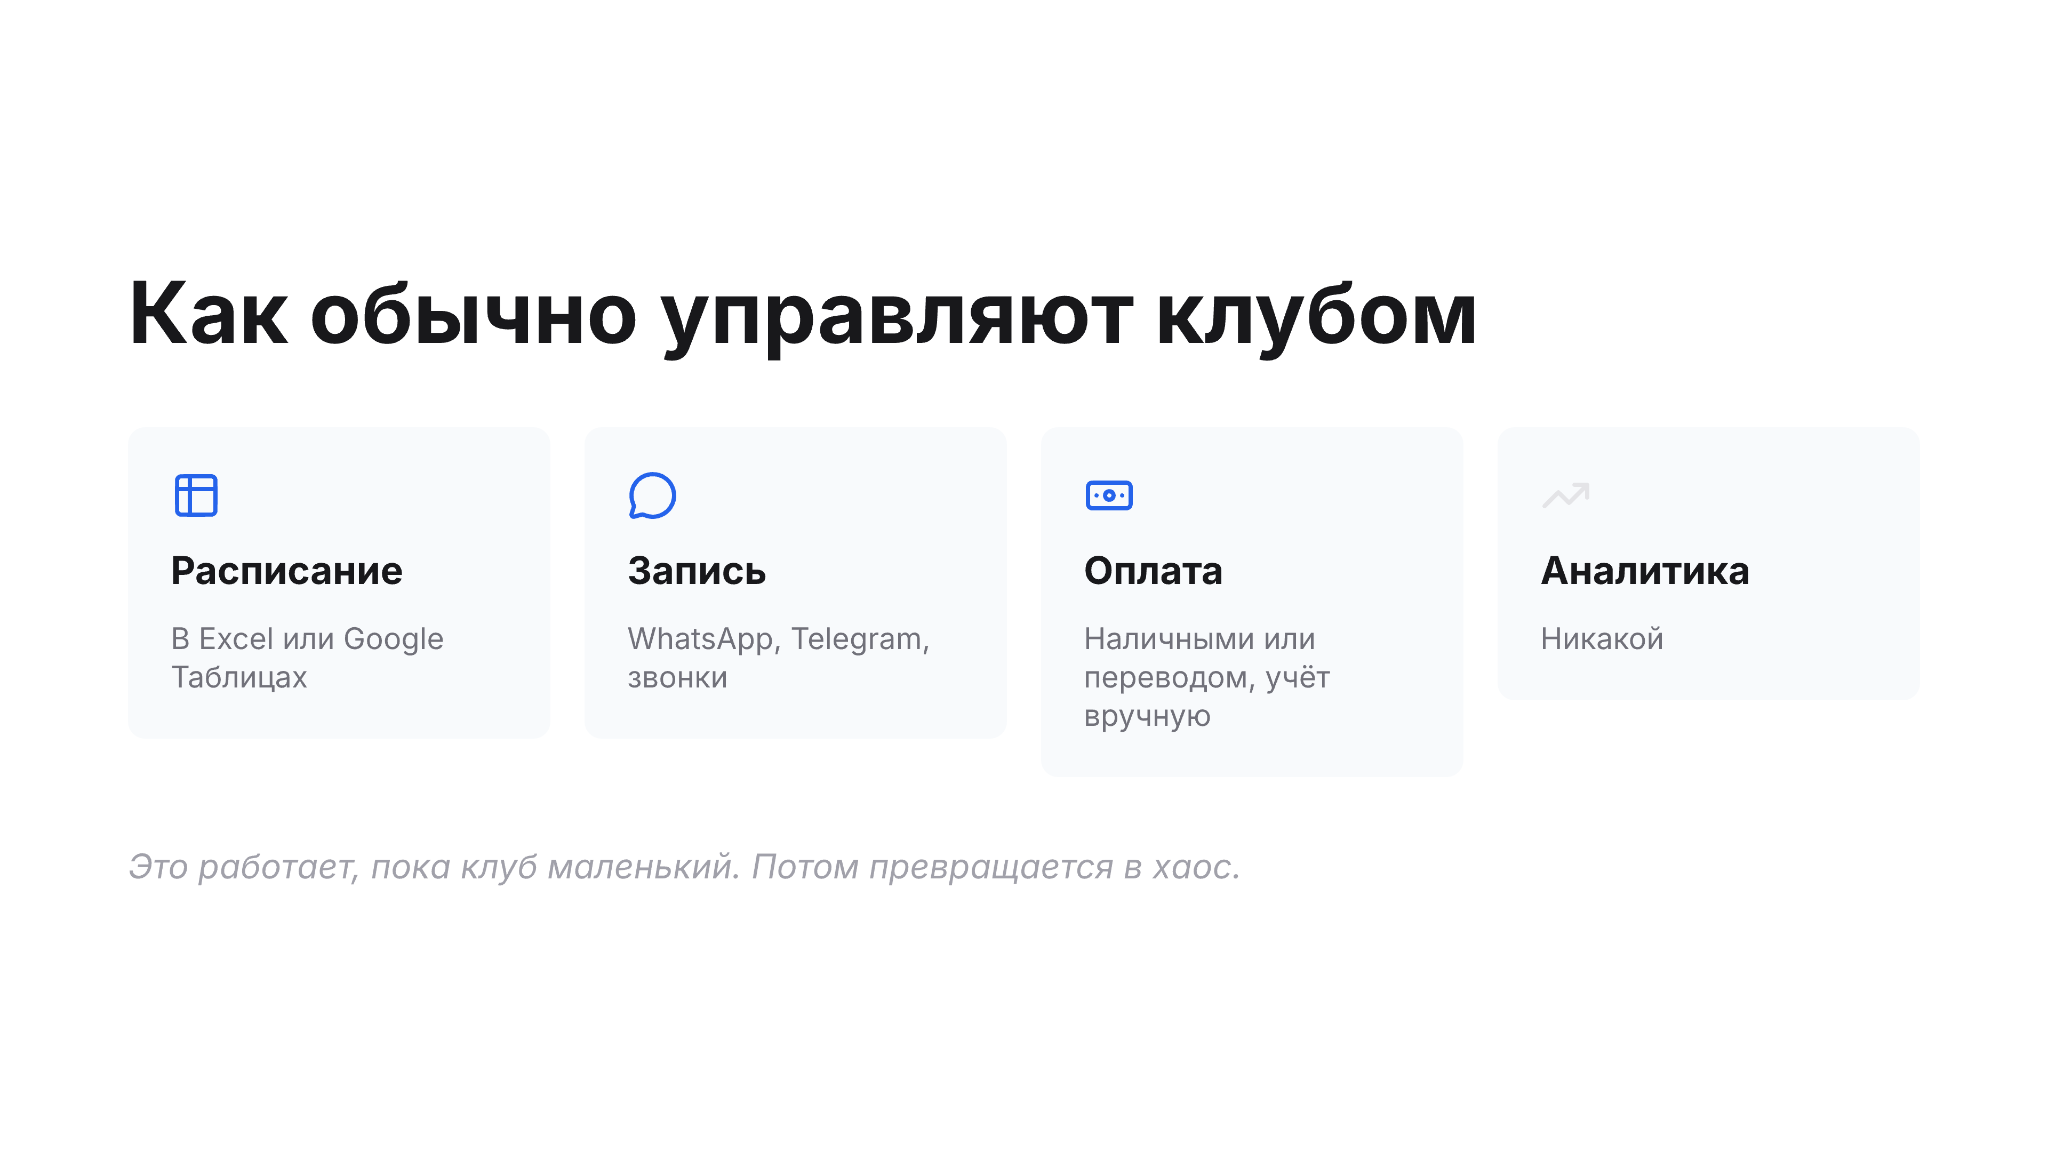 Как обычно управляют клубом
Расписание
В Excel или Google
Таблицах
Запись
WhatsApp, Telegram,
звонки
Оплата
Наличными или
переводом, учёт
вручную
Аналитика
Никакой
Это работает, пока клуб маленький. Потом превращается в хаос.